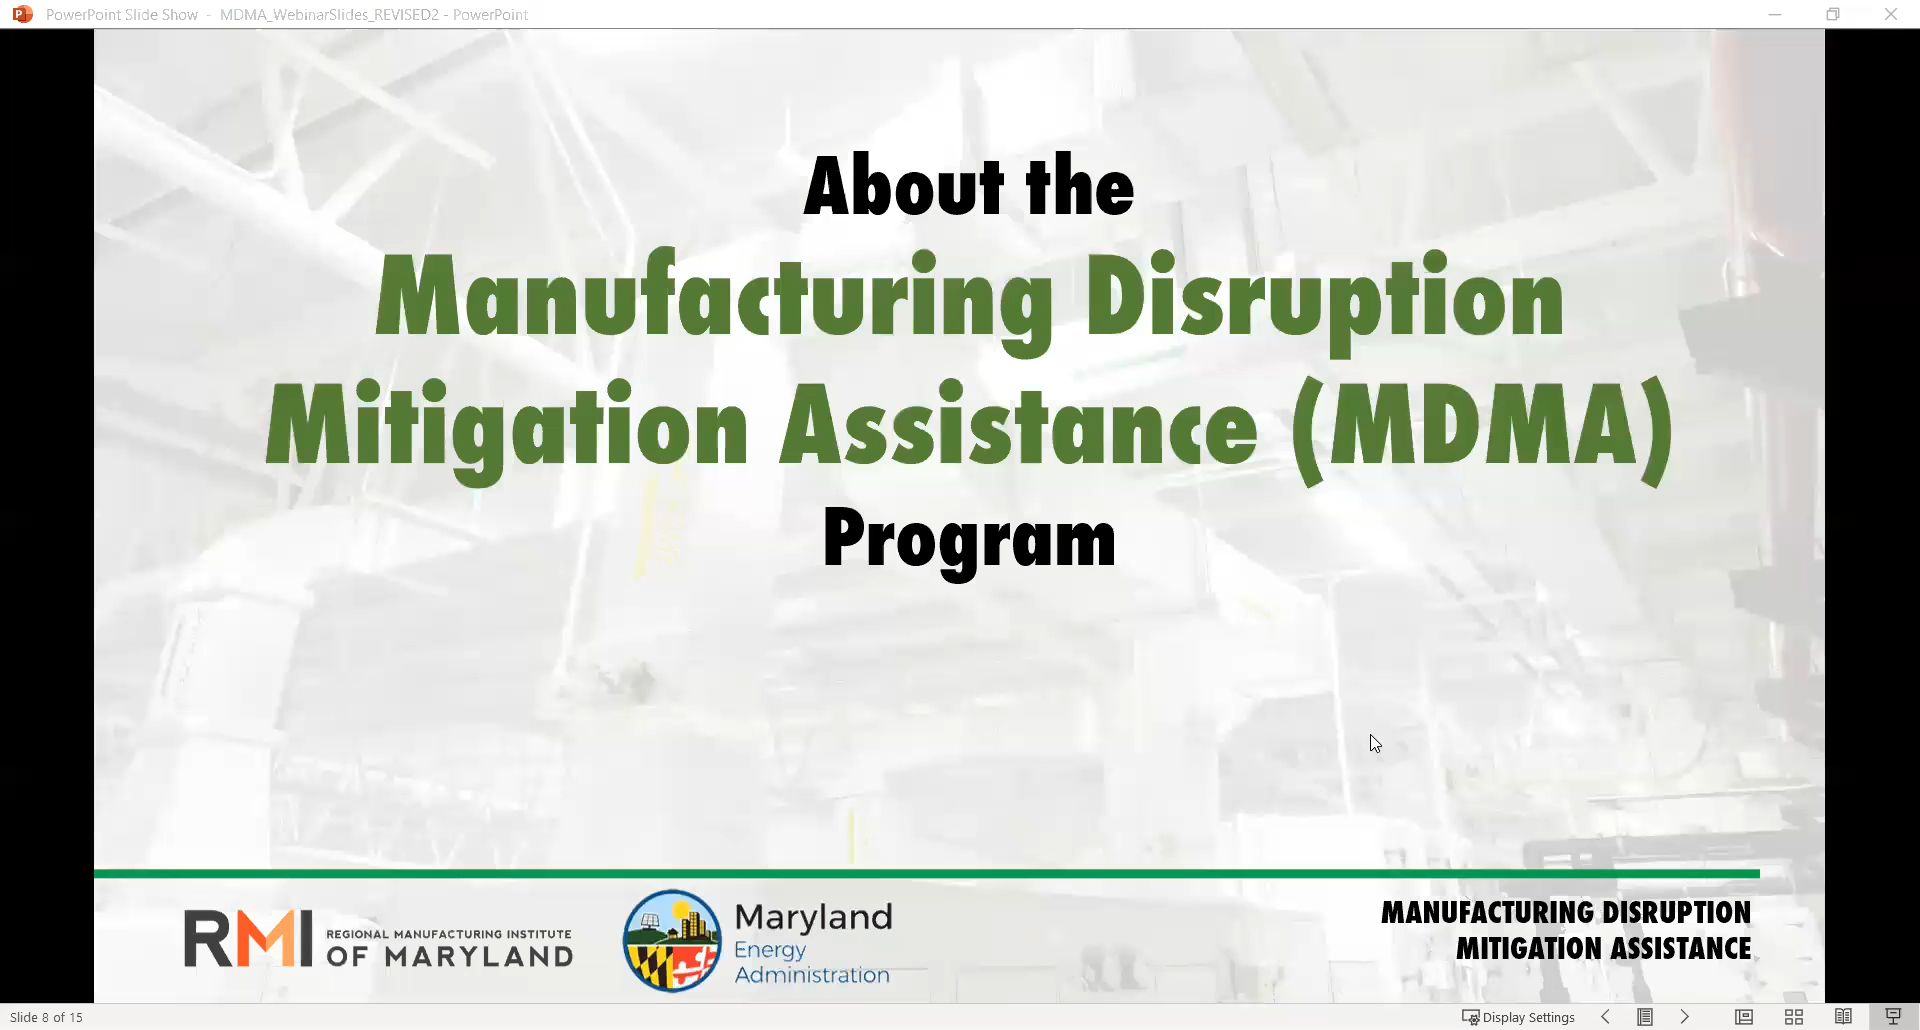 PowerPoint Slide Show - MDMA_WebinarSlides_REVISED2 - PowerPoint
About the
Manufacturing Disruption
Mitigation Assistance (MDMA)
Program
RMI REGIONAL MANUFACTURING INSTITUTE
OF MARYLAND
Maryland
Energy
Administration
MANUFACTURING DISRUPTION
MITIGATION ASSISTANCE
Slide 8 of 15
Display Settings